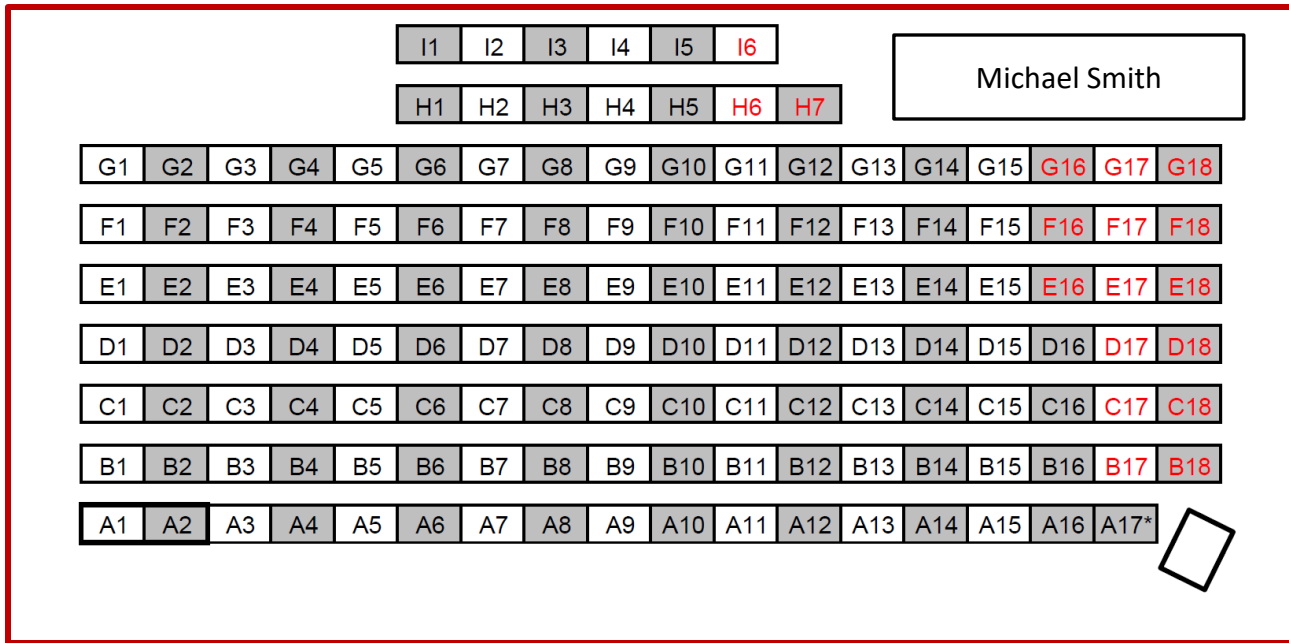 I1 I2 I3 I4 I5 I6
Michael Smith
H1 H2 H3 H4 H5 H6 H7
G1 G2 G3 G4 G5 G6 G7 G8 G9 G10 G11 G12 G13 G14 G15 G16 G17 G18
F1 F2 F3 F4 F5 F6 F7 F8 F9 F10 F11 F12 F13 F14 F15 F16 F17 F18
E1 E2 E3 E4 E5 E6 E7 E8 E9 E10 E11 E12 E13 E14 E15 E16 E17 E18
D1 D2 D3 D4 D5 D6 D7 D8 D9 D10 D11 D12 D13 D14 D15 D16 D17 D18
C1 C2 C3 C4 C5 C6 C7 C8 C9 C10 C11 C12 C13 C14 C15 C16 C17 C18
B1 B2 B3 B4 B5 B6 B7 B8 B9 B10 B11 B12 B13 B14 B15 B16 B17 B18
A1 A2 A3 A4 A5 A6 A7 A8 A9 A10 A11 A12 A13 A14 A15 A16 A17*